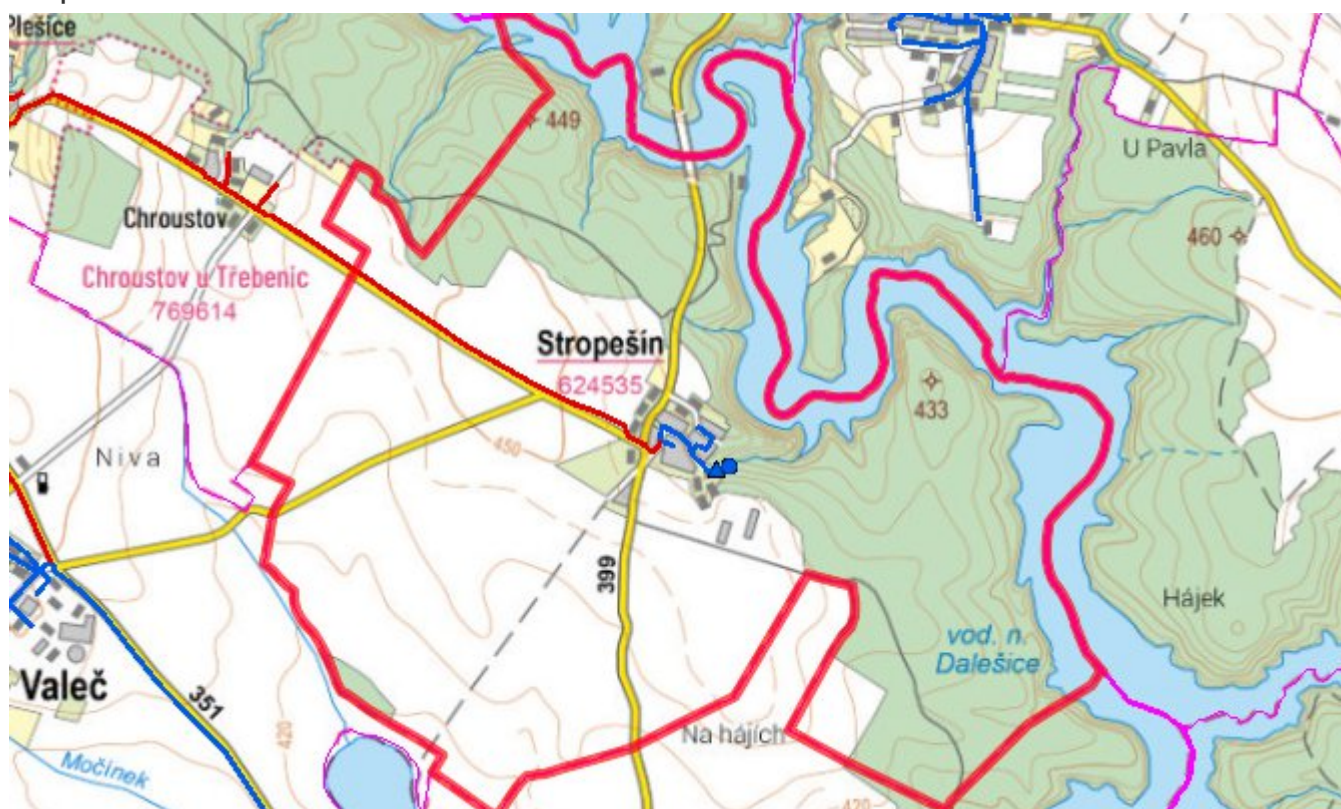 Plešice
449
U Pavla
Chroustov
460
Chroustov u Třebenic
769614
Stropešín
624535
433
450
Niva
399
Hájek
vod. n.
Dalešice
Valeč
351
420
Na hájích
Močínek
420